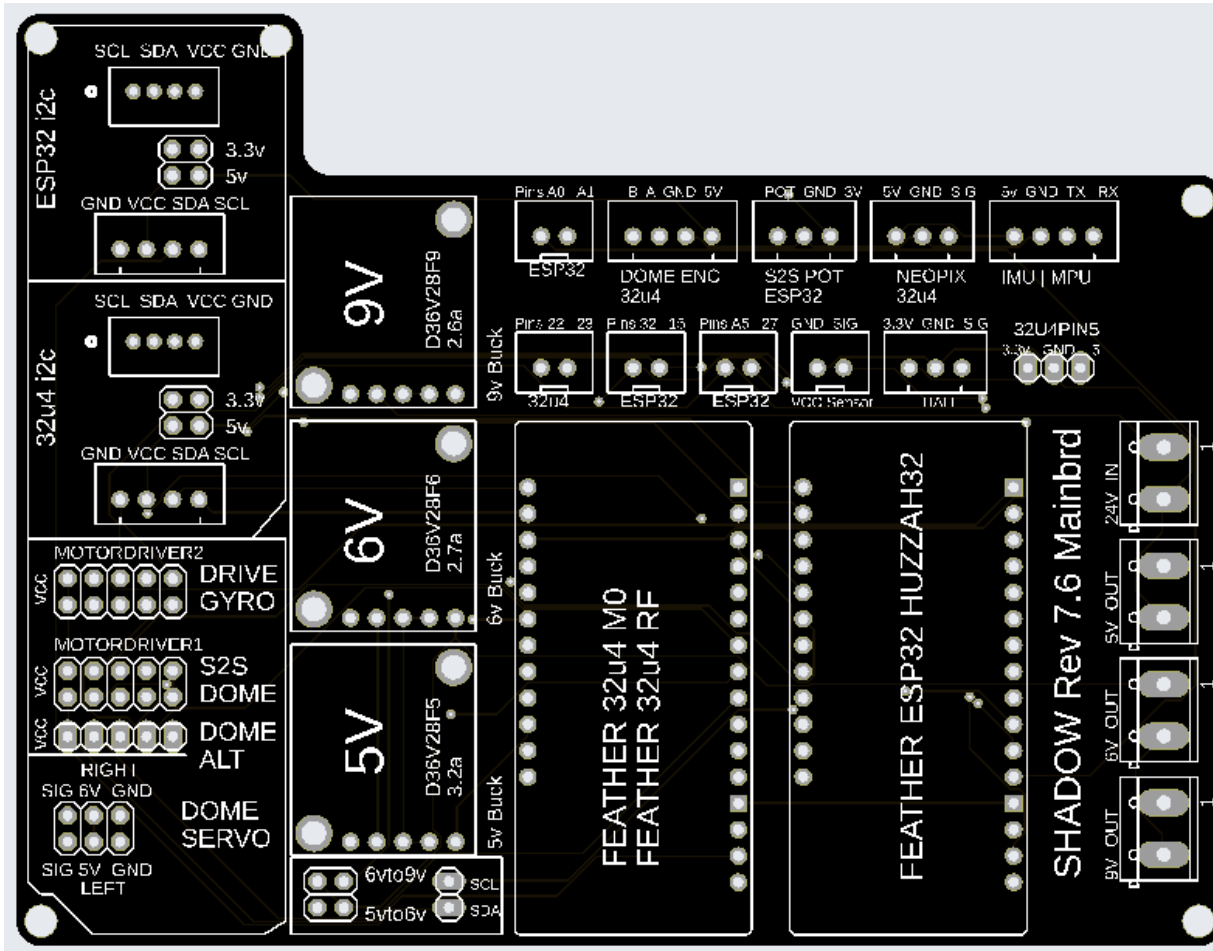 SCL SDA VCC GND
ESP32 i2c
3.3v
5v
GND VCC SDA SCL
SCL SDA VCC GND
32u4 i2c
3.3v
5v
GND VCC SDA SCL
MOTORDRIVER2
VCC
DRIVE
GYRO
MOTORDRIVER1
VCC
S2S
DOME
VCC
DOME
ALT
RIGHT
SIG 6V GND
DOME
SERVO
SIG 5V GND
LEFT
9V
D36V28F9
2.6a
9v Buck
6V
D36V28F6
2.7a
6v Buck
5V
D36V28F5
3.2a
5v Buck
6vto9v
SCL
5vto6v
SDA
Pins A0 A1
ESP32
B A GND 5V
DOME ENC
32u4
POT GND 3V
S2S POT
ESP32
5V GND SIG
NEOPIX
32u4
5v GND TX RX
IMU | MPU
Pins 22 23
32u4
Pins 32 15
ESP32
Pins A5 27
ESP32
GND SIG
VCC Sensor
3.3V GND SIG
HALL
32U4PIN5
3.3v GND 5
FEATHER 32u4 M0
FEATHER 32u4 RF
FEATHER ESP32 HUZZAH32
SHADOW Rev 7.6 Mainbrd
24V IN
1
5V OUT
1
6V OUT
1
9V OUT
1